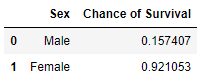 Sex Chance of Survival
0 Male 0.157407
1 Female 0.921053